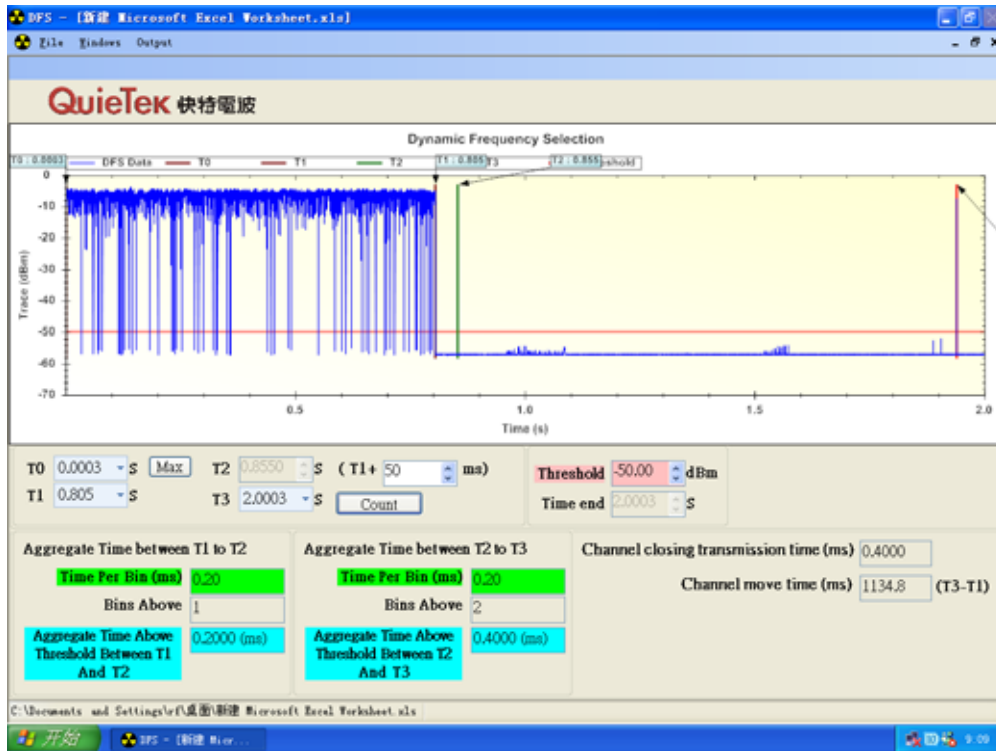 DFS - [新建 Microsoft Excel Worksheet.xls]
File Windows Output
QuieTek 快特電波
Dynamic Frequency Selection
T0 : 0.0003 DFS Data T0 T1 T2 T1 : 0.805 T3 T2 : 0.855 shold
0
-10
-20
-30
-40
-50
-60
-70
Trace (dBm)
0.5 1.0 1.5 2.0
Time (s)
T0 0.0003 S Max T2 0.8550 S ( T1+ 50 ms)
T1 0.805 S T3 2.0003 S Count
Threshold -50.00 dBm
Time end 2.0003 S
Aggregate Time between T1 to T2
Time Per Bin (ms) 0.20
Bins Above 1
Aggregate Time Above 0.2000 (ms)
Threshold Between T1
And T2
Aggregate Time between T2 to T3
Time Per Bin (ms) 0.20
Bins Above 2
Aggregate Time Above 0.4000 (ms)
Threshold Between T2
And T3
Channel closing transmission time (ms) 0.4000
Channel move time (ms) 1134.8 (T3-T1)
C:\Documents and Settings\rf\桌面\新建 Microsoft Excel Worksheet.xls
开始 DFS - [新建 Micr... 9:09